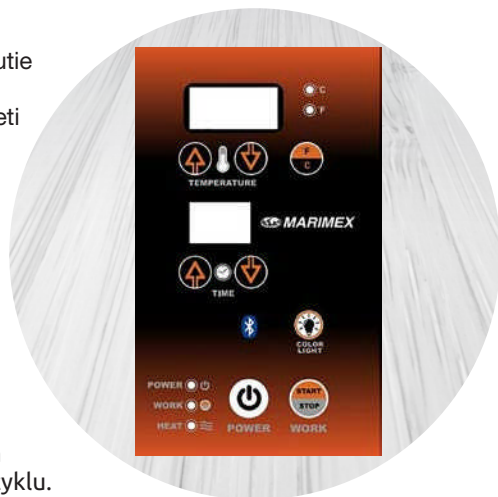 utie
eti
C
F
F
C
TEMPERATURE
MARIMEX
TIME
COLOR
LIGHT
POWER
WORK
HEAT
POWER
START
STOP
WORK
yklu.